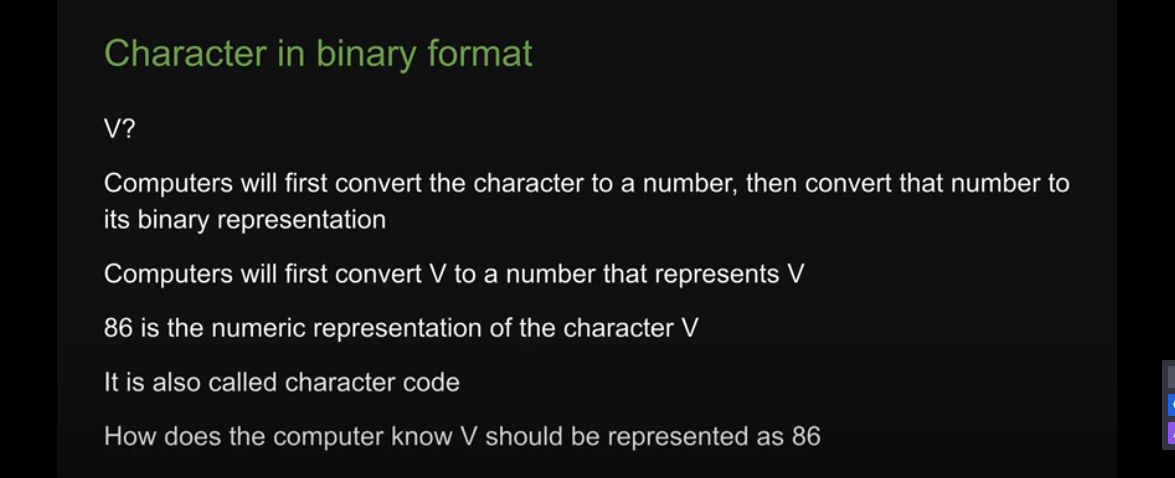 Character in binary format
V?
Computers will first convert the character to a number, then convert that number to
its binary representation
Computers will first convert V to a number that represents V
86 is the numeric representation of the character V
It is also called character code
How does the computer know V should be represented as 86